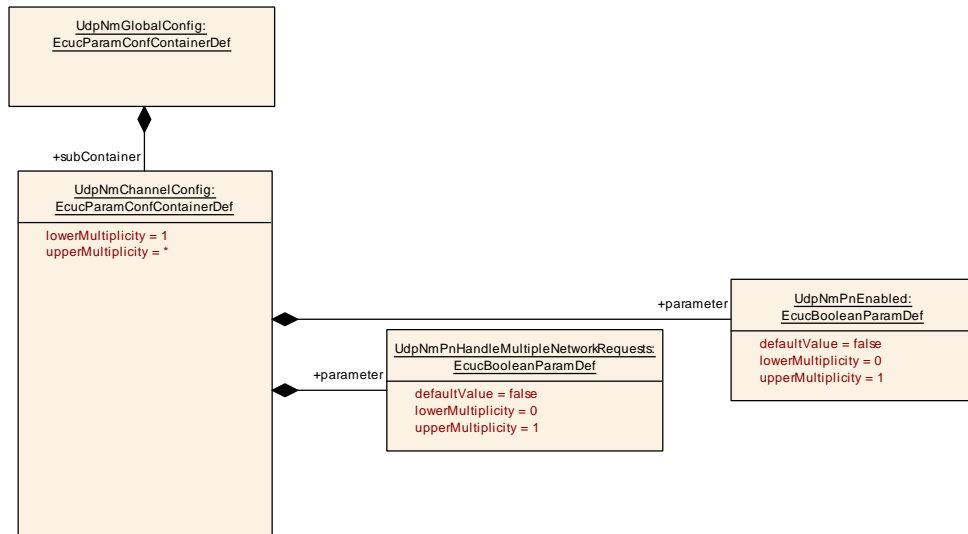 UdpNmGlobalConfig:
EcucParamConfContainerDef
+subContainer
UdpNmChannelConfig:
EcucParamConfContainerDef
lowerMultiplicity = 1
upperMultiplicity = *
+parameter
UdpNmPnEnabled:
EcucBooleanParamDef
defaultValue = false
lowerMultiplicity = 0
upperMultiplicity = 1
+parameter
UdpNmPnHandleMultipleNetworkRequests:
EcucBooleanParamDef
defaultValue = false
lowerMultiplicity = 0
upperMultiplicity = 1